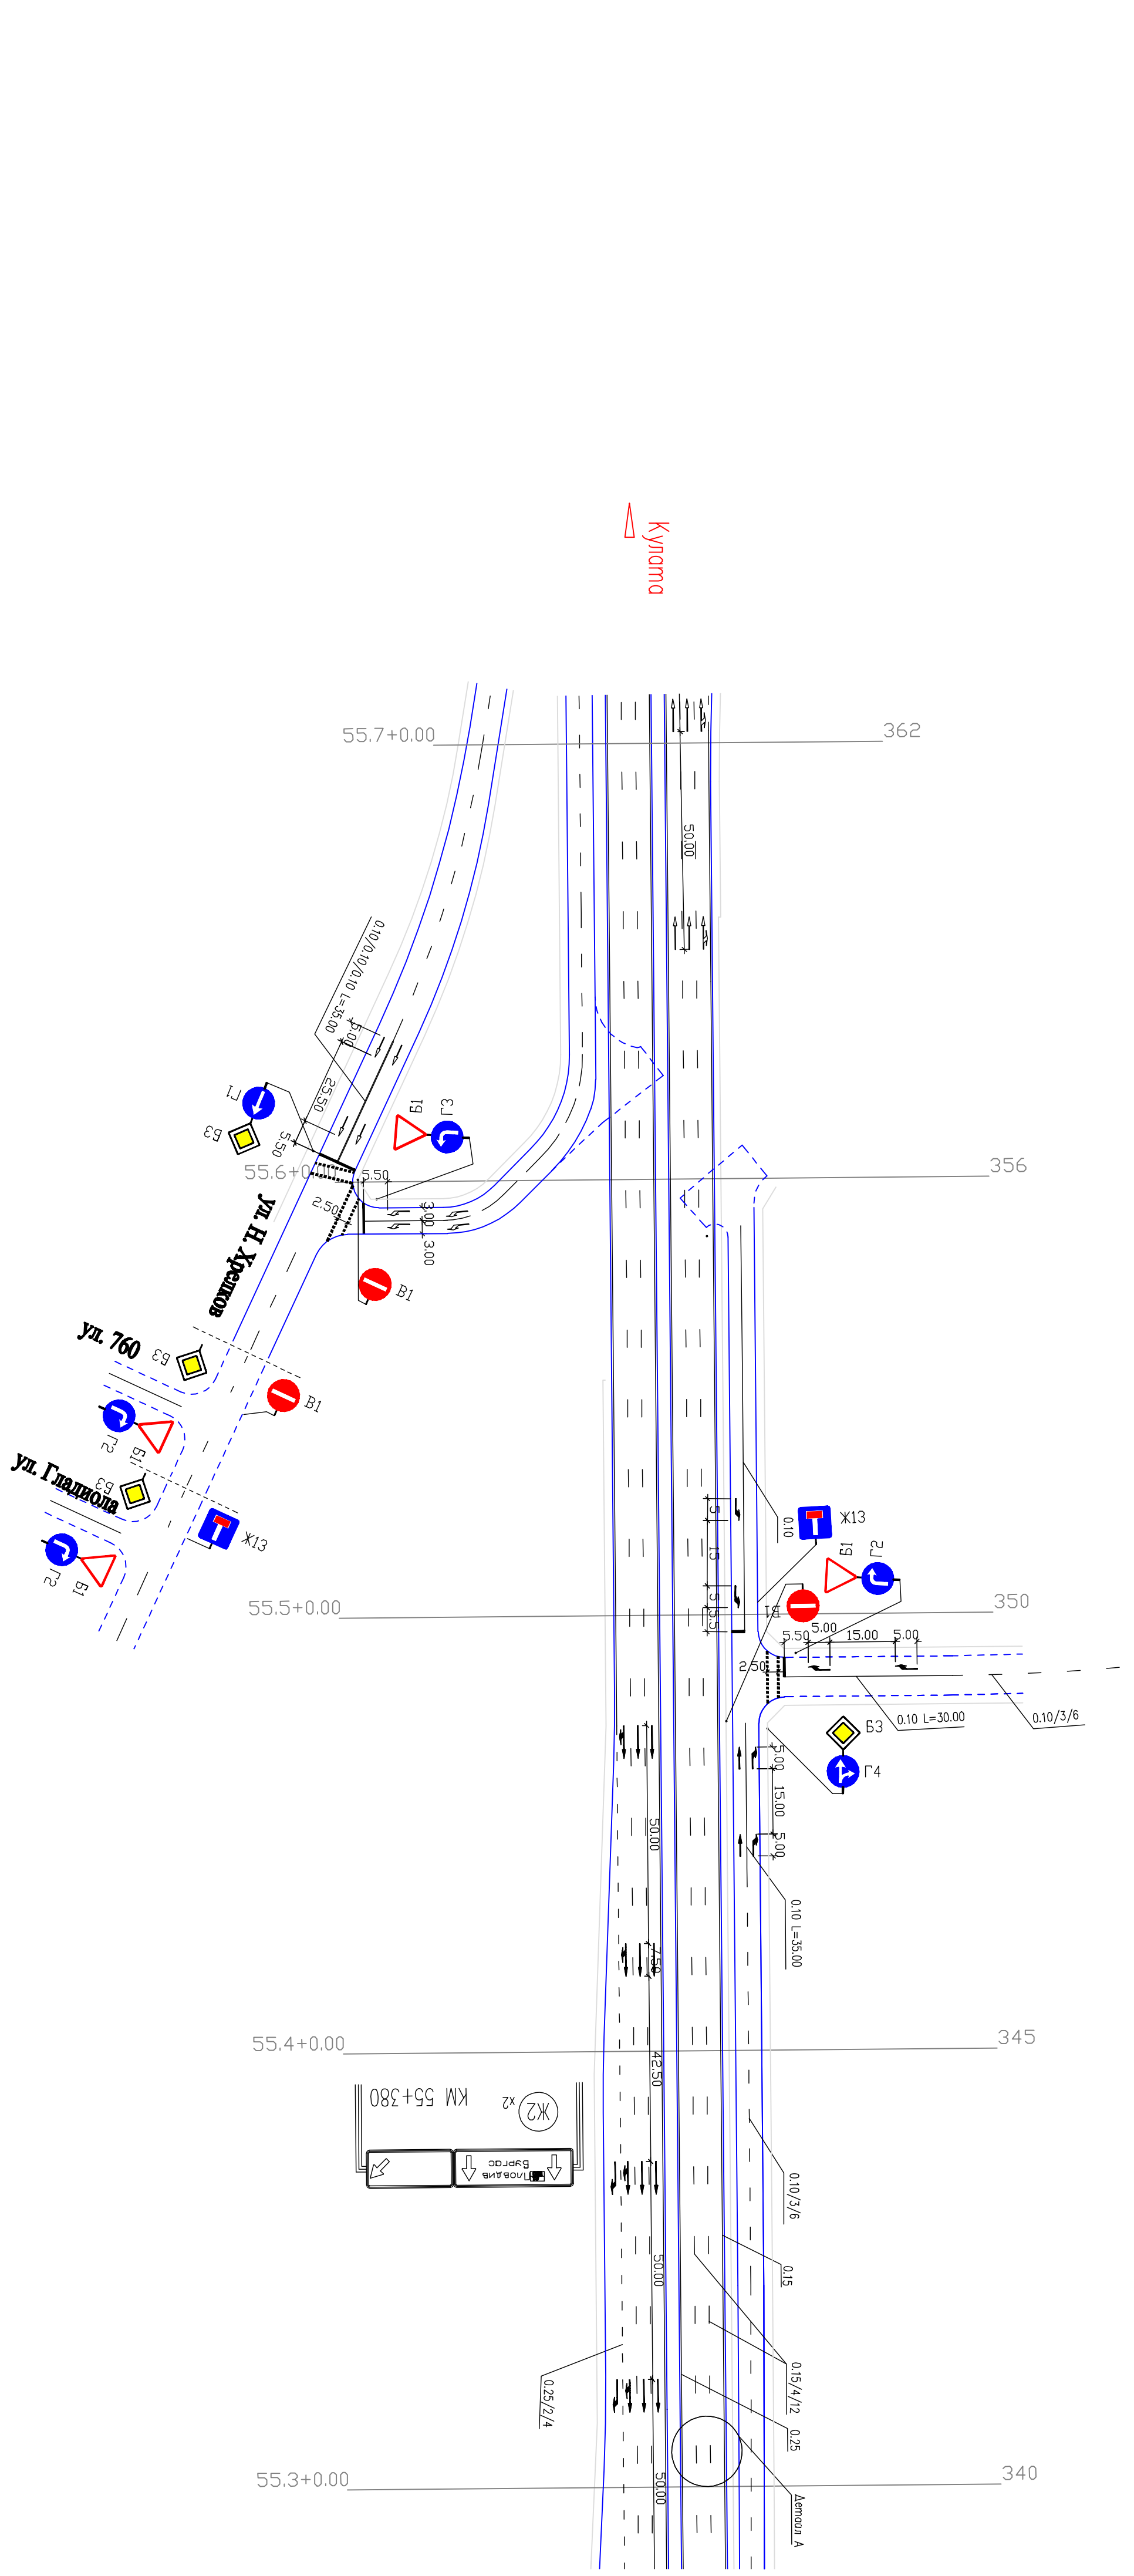 Кулата
55.7+0.00
362
50.00
0.10/0.10/0.10 L=35.00
5.00
25.50
5.50
Г1
Б3
Б1
Г3
55.6+0.00
356
5.50
2.50
3.00
3.00
ул. Н. Хрелков
В1
ул. 760
Б3
В1
Г2
Б1
ул. Гладиола
Б3
Ж13
Г2
Б1
5
15
5
5.5
0.10
Ж13
Б1
Г2
В1
55.5+0.00
350
5.50
5.00
15.00
5.00
2.50
0.10 L=30.00
0.10/3/6
Б3
Г4
5.00
15.00
5.00
50.00
0.10 L=35.00
7.50
55.4+0.00
345
42.50
КМ 55+380
Ж2
x2
Бургас
Пловдив
0.10/3/6
0.15
50.00
0.25/2/4
0.15/4/12
0.25
55.3+0.00
340
50.00
Детайл А